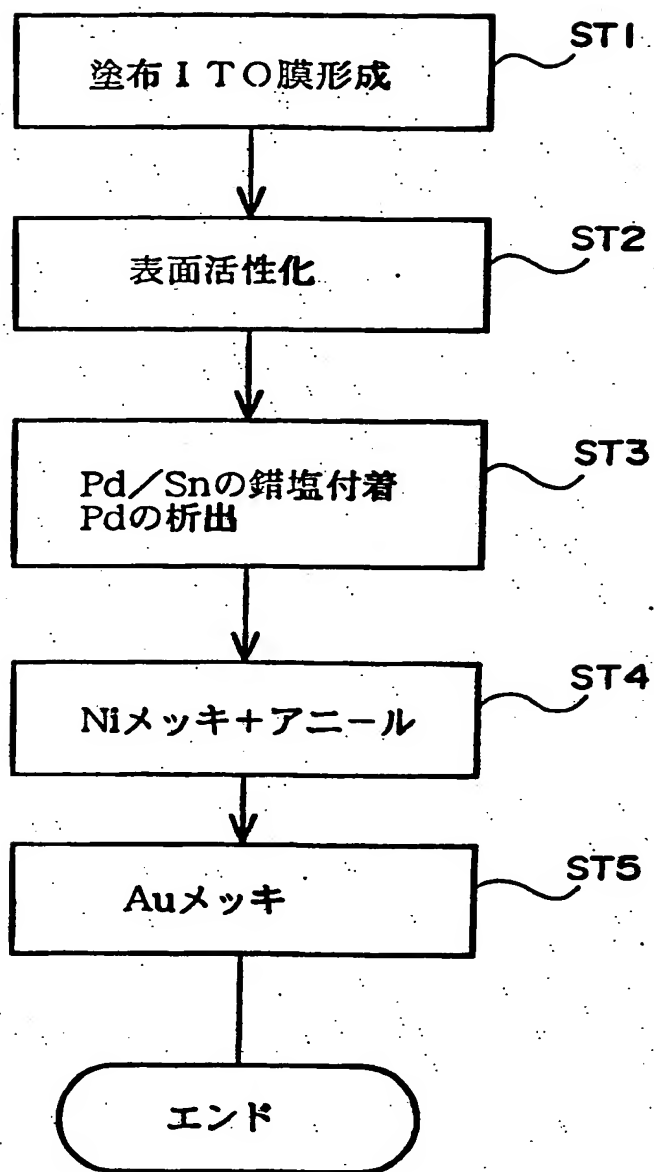 塗布ITO膜形成
ST1
表面活性化
ST2
Pd/Snの錯塩付着
Pdの析出
ST3
Niメッキ+アニール
ST4
Auメッキ
ST5
エンド